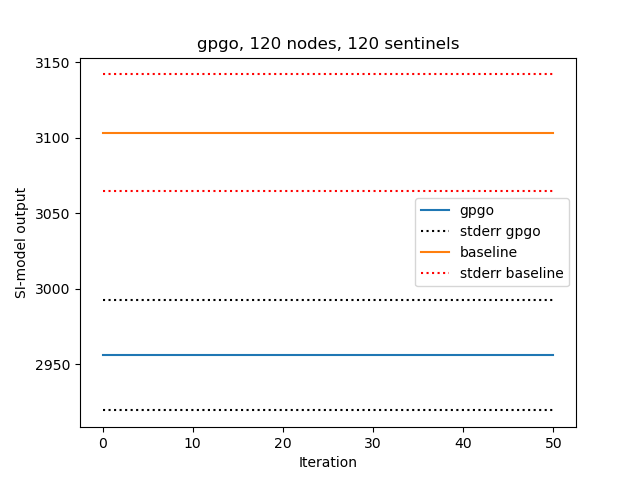 gpgo, 120 nodes, 120 sentinels
3150
3100
3050
3000
2950
SI-model output
gpgo
stderr gpgo
baseline
stderr baseline
0 10 20 30 40 50
Iteration